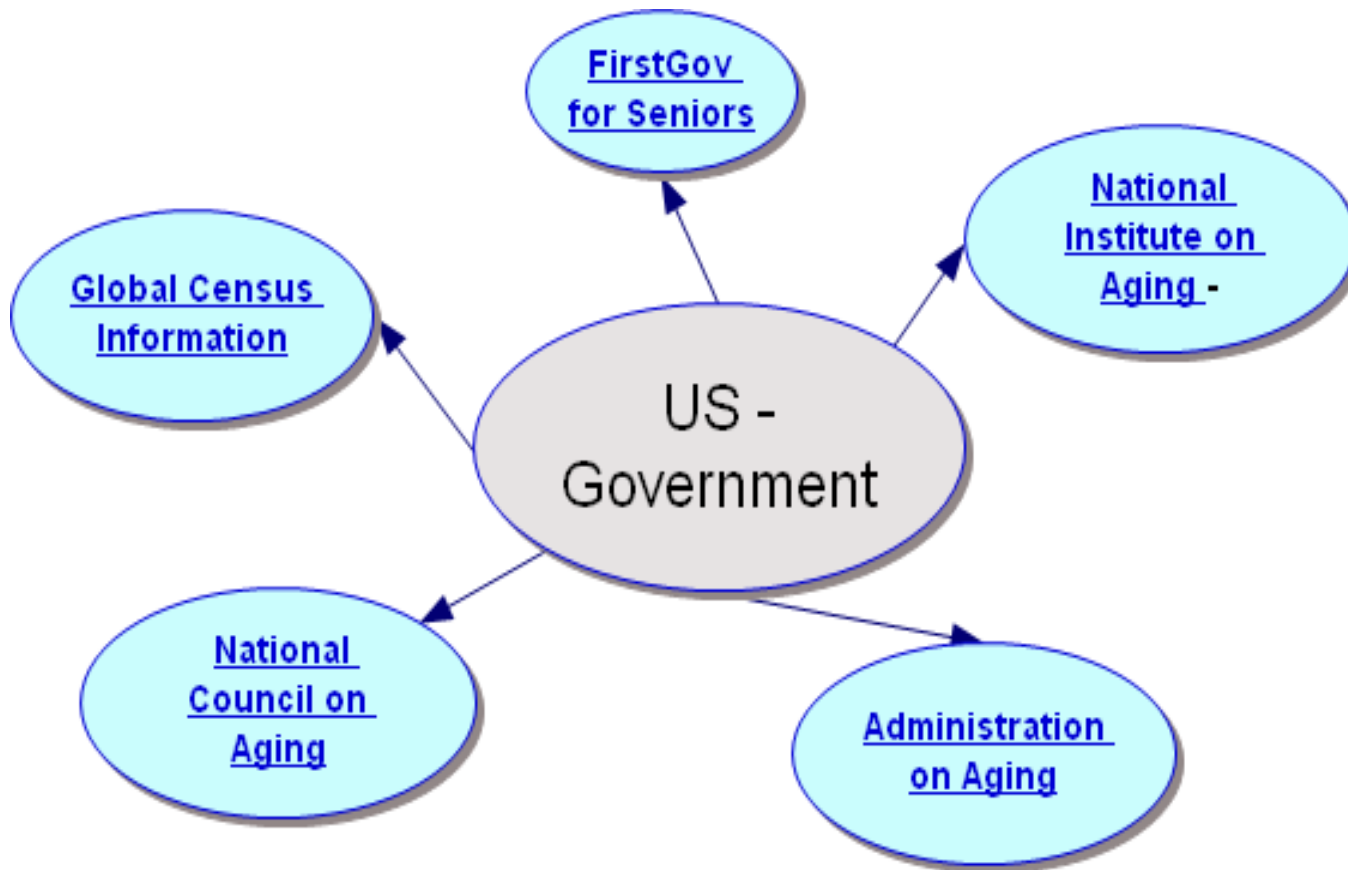 FirstGov
for Seniors
National
Institute on
Aging -
Global Census
Information
US -
Government
National
Council on
Aging
Administration
on Aging